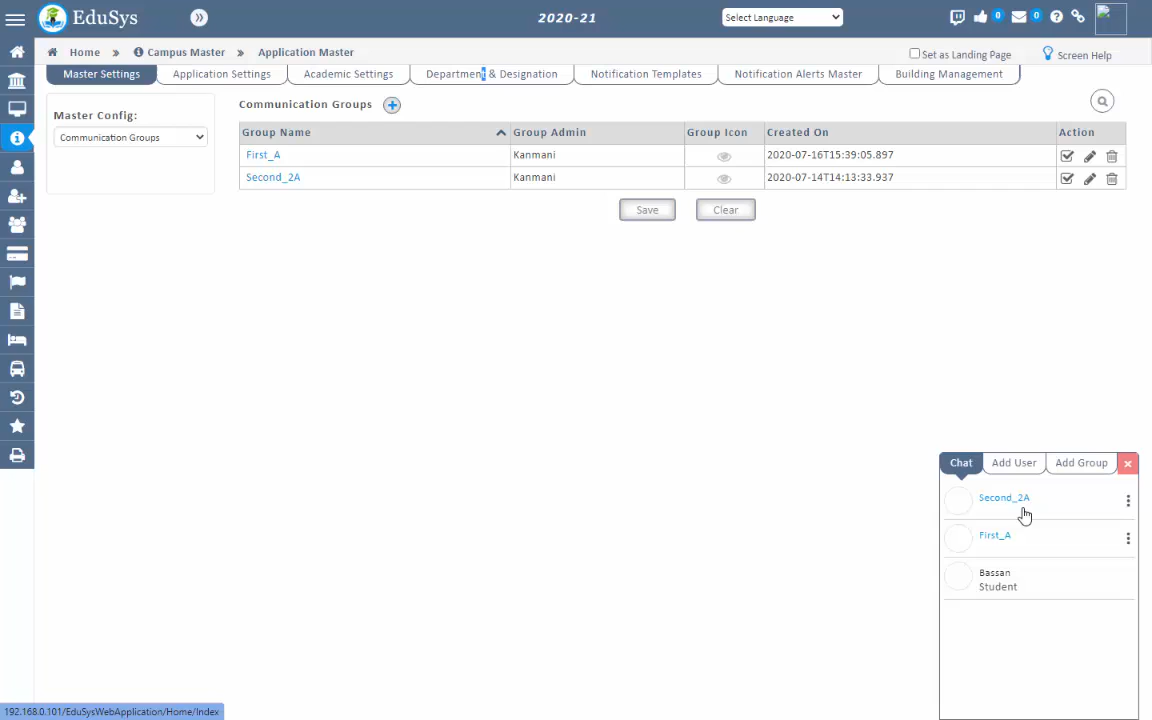 EduSys
2020-21
Select Language
0
0
Home » Campus Master » Application Master
Set as Landing Page
Screen Help
Master Settings
Application Settings
Academic Settings
Department & Designation
Notification Templates
Notification Alerts Master
Building Management
Master Config:
Communication Groups
Communication Groups
Group Name Group Admin Group Icon Created On Action
First_A Kanmani 2020-07-16T15:39:05.897
Second_2A Kanmani 2020-07-14T14:13:33.937
Save Clear
Chat Add User Add Group
Second_2A
First_A
Bassan
Student
192.168.0.101/EduSysWebApplication/Home/Index